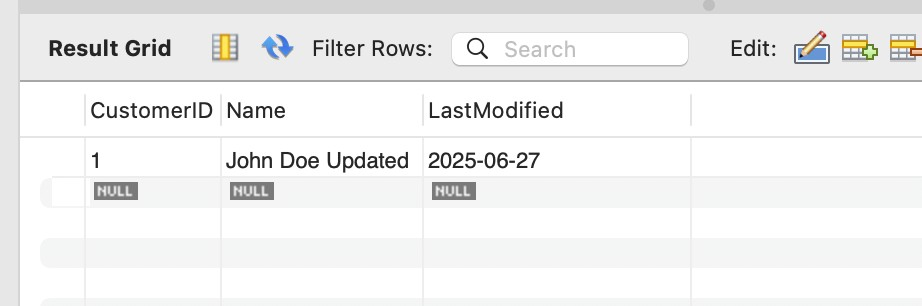 Result Grid Filter Rows: Search Edit:
CustomerID Name LastModified
1 John Doe Updated 2025-06-27
NULL NULL NULL